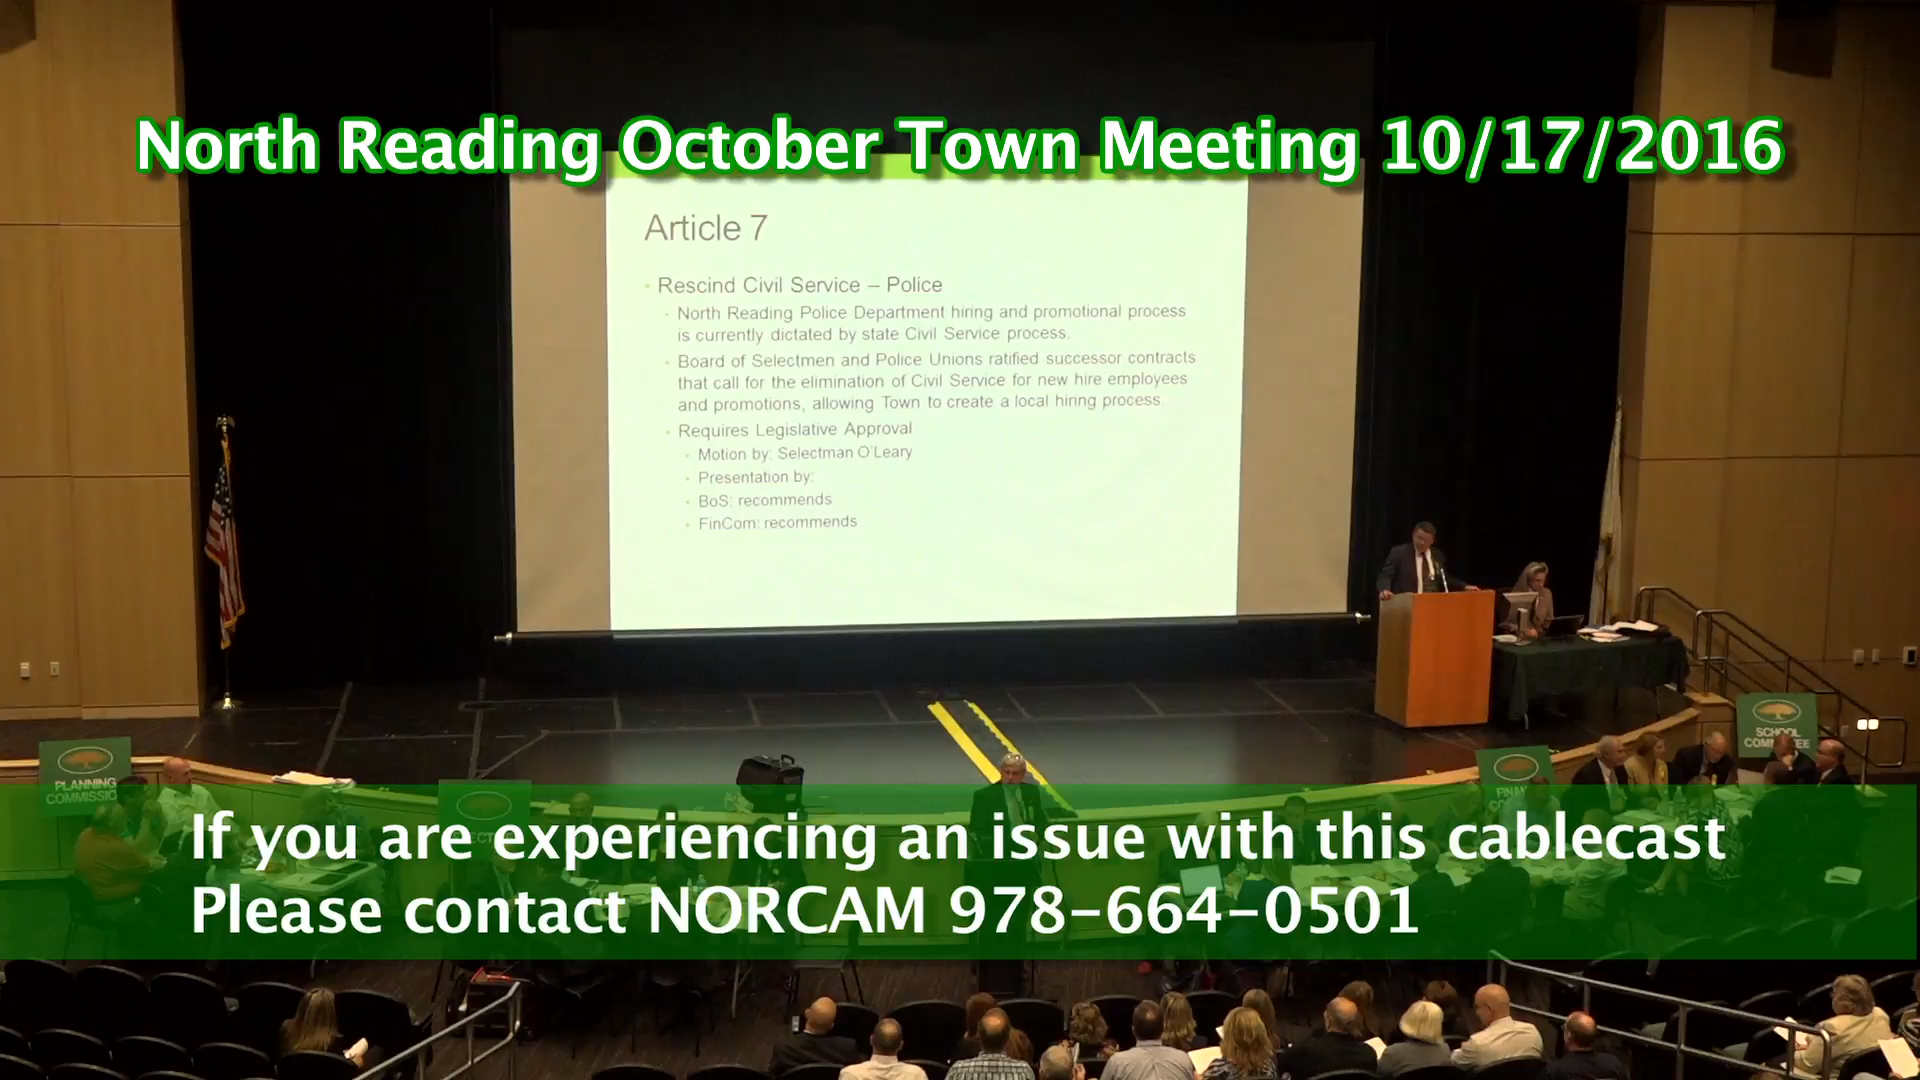 North Reading October Town Meeting 10/17/2016
Article 7
Rescind Civil Service – Police
North Reading Police Department hiring and promotional process
is currently dictated by state Civil Service process.
Board of Selectmen and Police Unions ratified successor contracts
that call for the elimination of Civil Service for new hire employees
and promotions, allowing Town to create a local hiring process.
Requires Legislative Approval
Motion by: Selectman O'Leary
Presentation by:
BoS: recommends
FinCom: recommends
SCHOOL
COMMITTEE
PLANNING
COMMISSIO
If you are experiencing an issue with this cablecast
Please contact NORCAM 978-664-0501